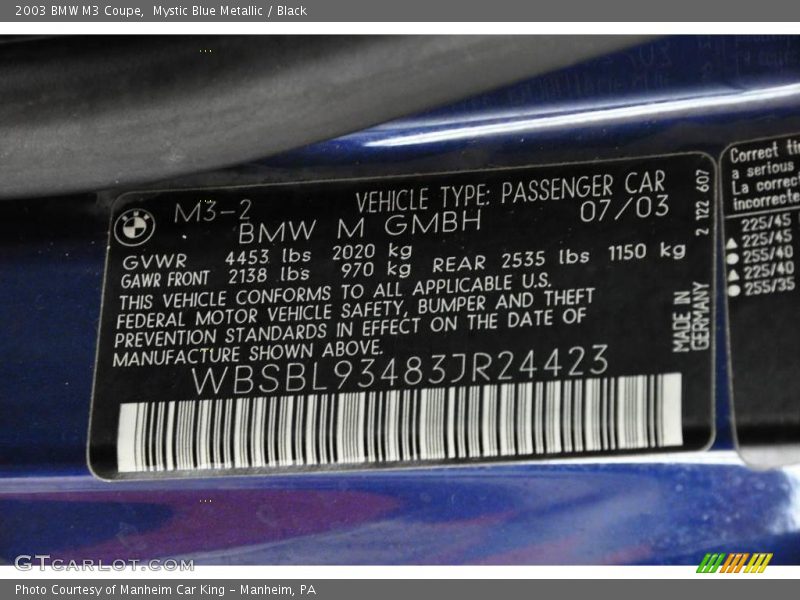 2003 BMW M3 Coupe,  Mystic Blue Metallic / Black
M3-2
VEHICLE TYPE: PASSENGER CAR
BMW M GMBH
07/03
GVWR 4453 lbs 2020 kg
GAWR FRONT 2138 lbs 970 kg REAR 2535 lbs 1150 kg
THIS VEHICLE CONFORMS TO ALL APPLICABLE U.S.
FEDERAL MOTOR VEHICLE SAFETY, BUMPER AND THEFT
PREVENTION STANDARDS IN EFFECT ON THE DATE OF
MANUFACTURE SHOWN ABOVE.
WBSBL93483JR24423
MADE IN
GERMANY
2 122 607
Correct
a serious
La correct
incorrecte
225/45
225/45
255/40
225/40
255/35
GTCARLOT.COM
Photo Courtesy of Manheim Car King - Manheim, PA